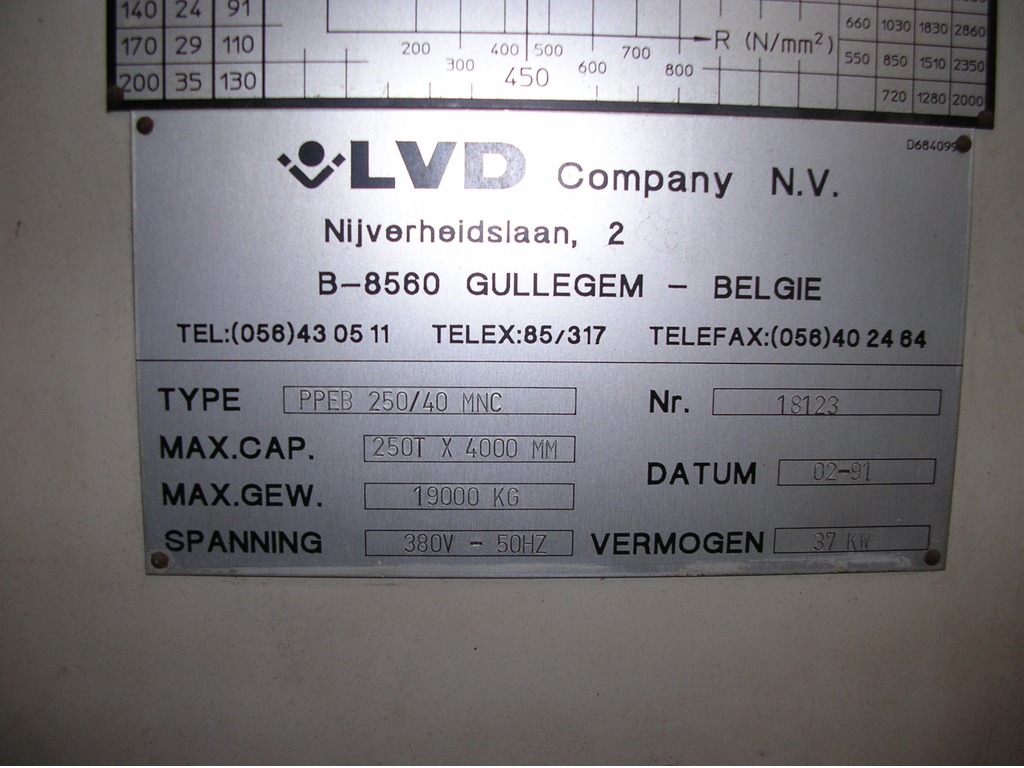 140 24 91
170 29 110
200 35 130
200 300 400 450 500 600 700 800 R (N/mm²)
660 1030 1830 2860
550 850 1510 2350
720 1280 2000
D684099
LVD Company N.V.
Nijverheidslaan, 2
B-8560 GULLEGEM - BELGIE
TEL:(056)43 05 11 TELEX:85/317 TELEFAX:(056)40 24 84
TYPE PPEB 250/40 MNC Nr. 18123
MAX.CAP. 250T X 4000 MM
DATUM 02-91
MAX.GEW. 19000 KG
SPANNING 380V - 50HZ VERMOGEN 37 KW